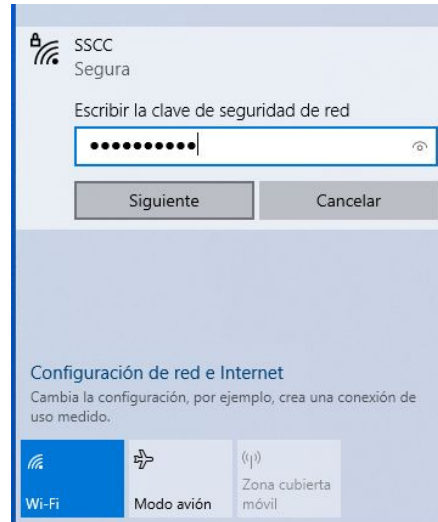 SSCC
Segura
Escribir la clave de seguridad de red
••••••••••
Siguiente
Cancelar
Configuración de red e Internet
Cambia la configuración, por ejemplo, crea una conexión de
uso medido.
Wi-Fi
Modo avión
Zona cubierta
móvil